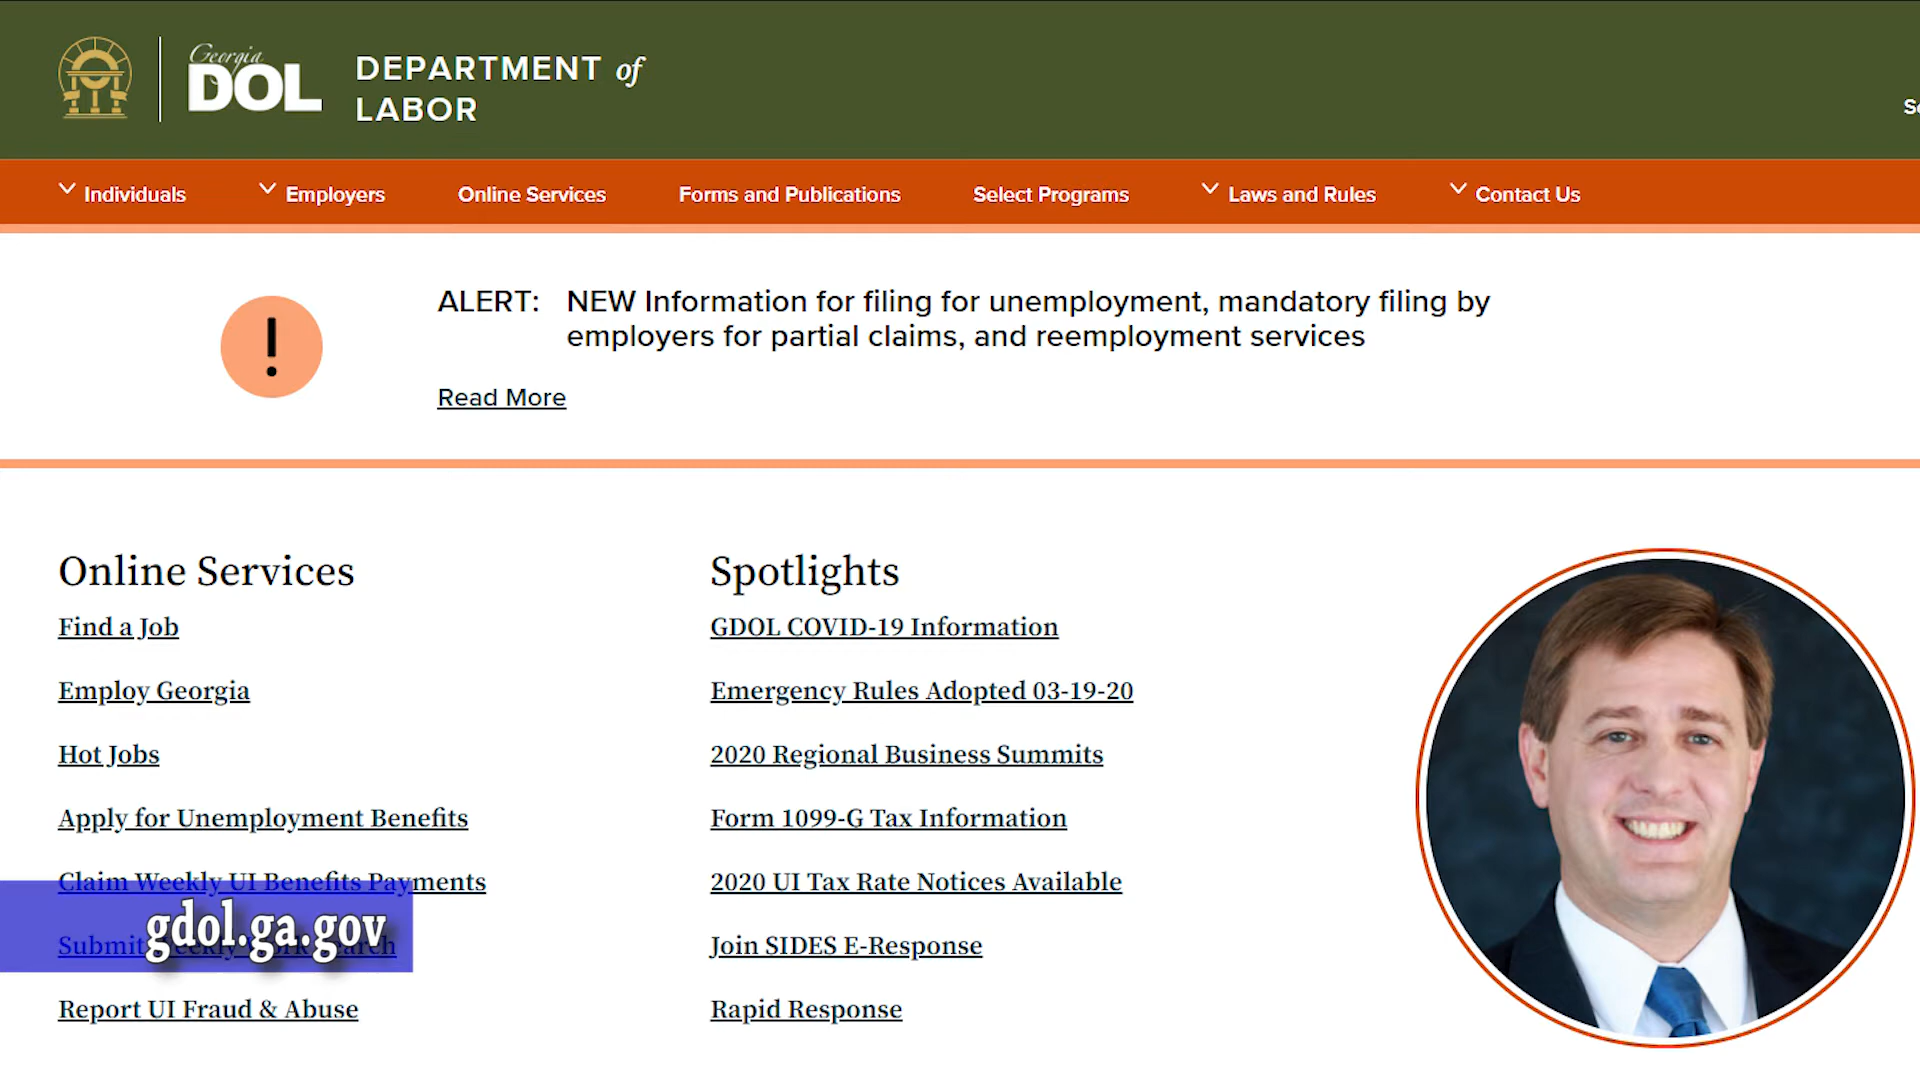 Georgia
DOL
DEPARTMENT of
LABOR
Individuals
Employers
Online Services
Forms and Publications
Select Programs
Laws and Rules
Contact Us
ALERT: NEW Information for filing for unemployment, mandatory filing by
employers for partial claims, and reemployment services
Read More
Online Services
Find a Job
Employ Georgia
Hot Jobs
Apply for Unemployment Benefits
Claim Weekly UI Benefits Payments
Submit
gdol.ga.gov
Report UI Fraud & Abuse
Spotlights
GDOL COVID-19 Information
Emergency Rules Adopted 03-19-20
2020 Regional Business Summits
Form 1099-G Tax Information
2020 UI Tax Rate Notices Available
Join SIDES E-Response
Rapid Response